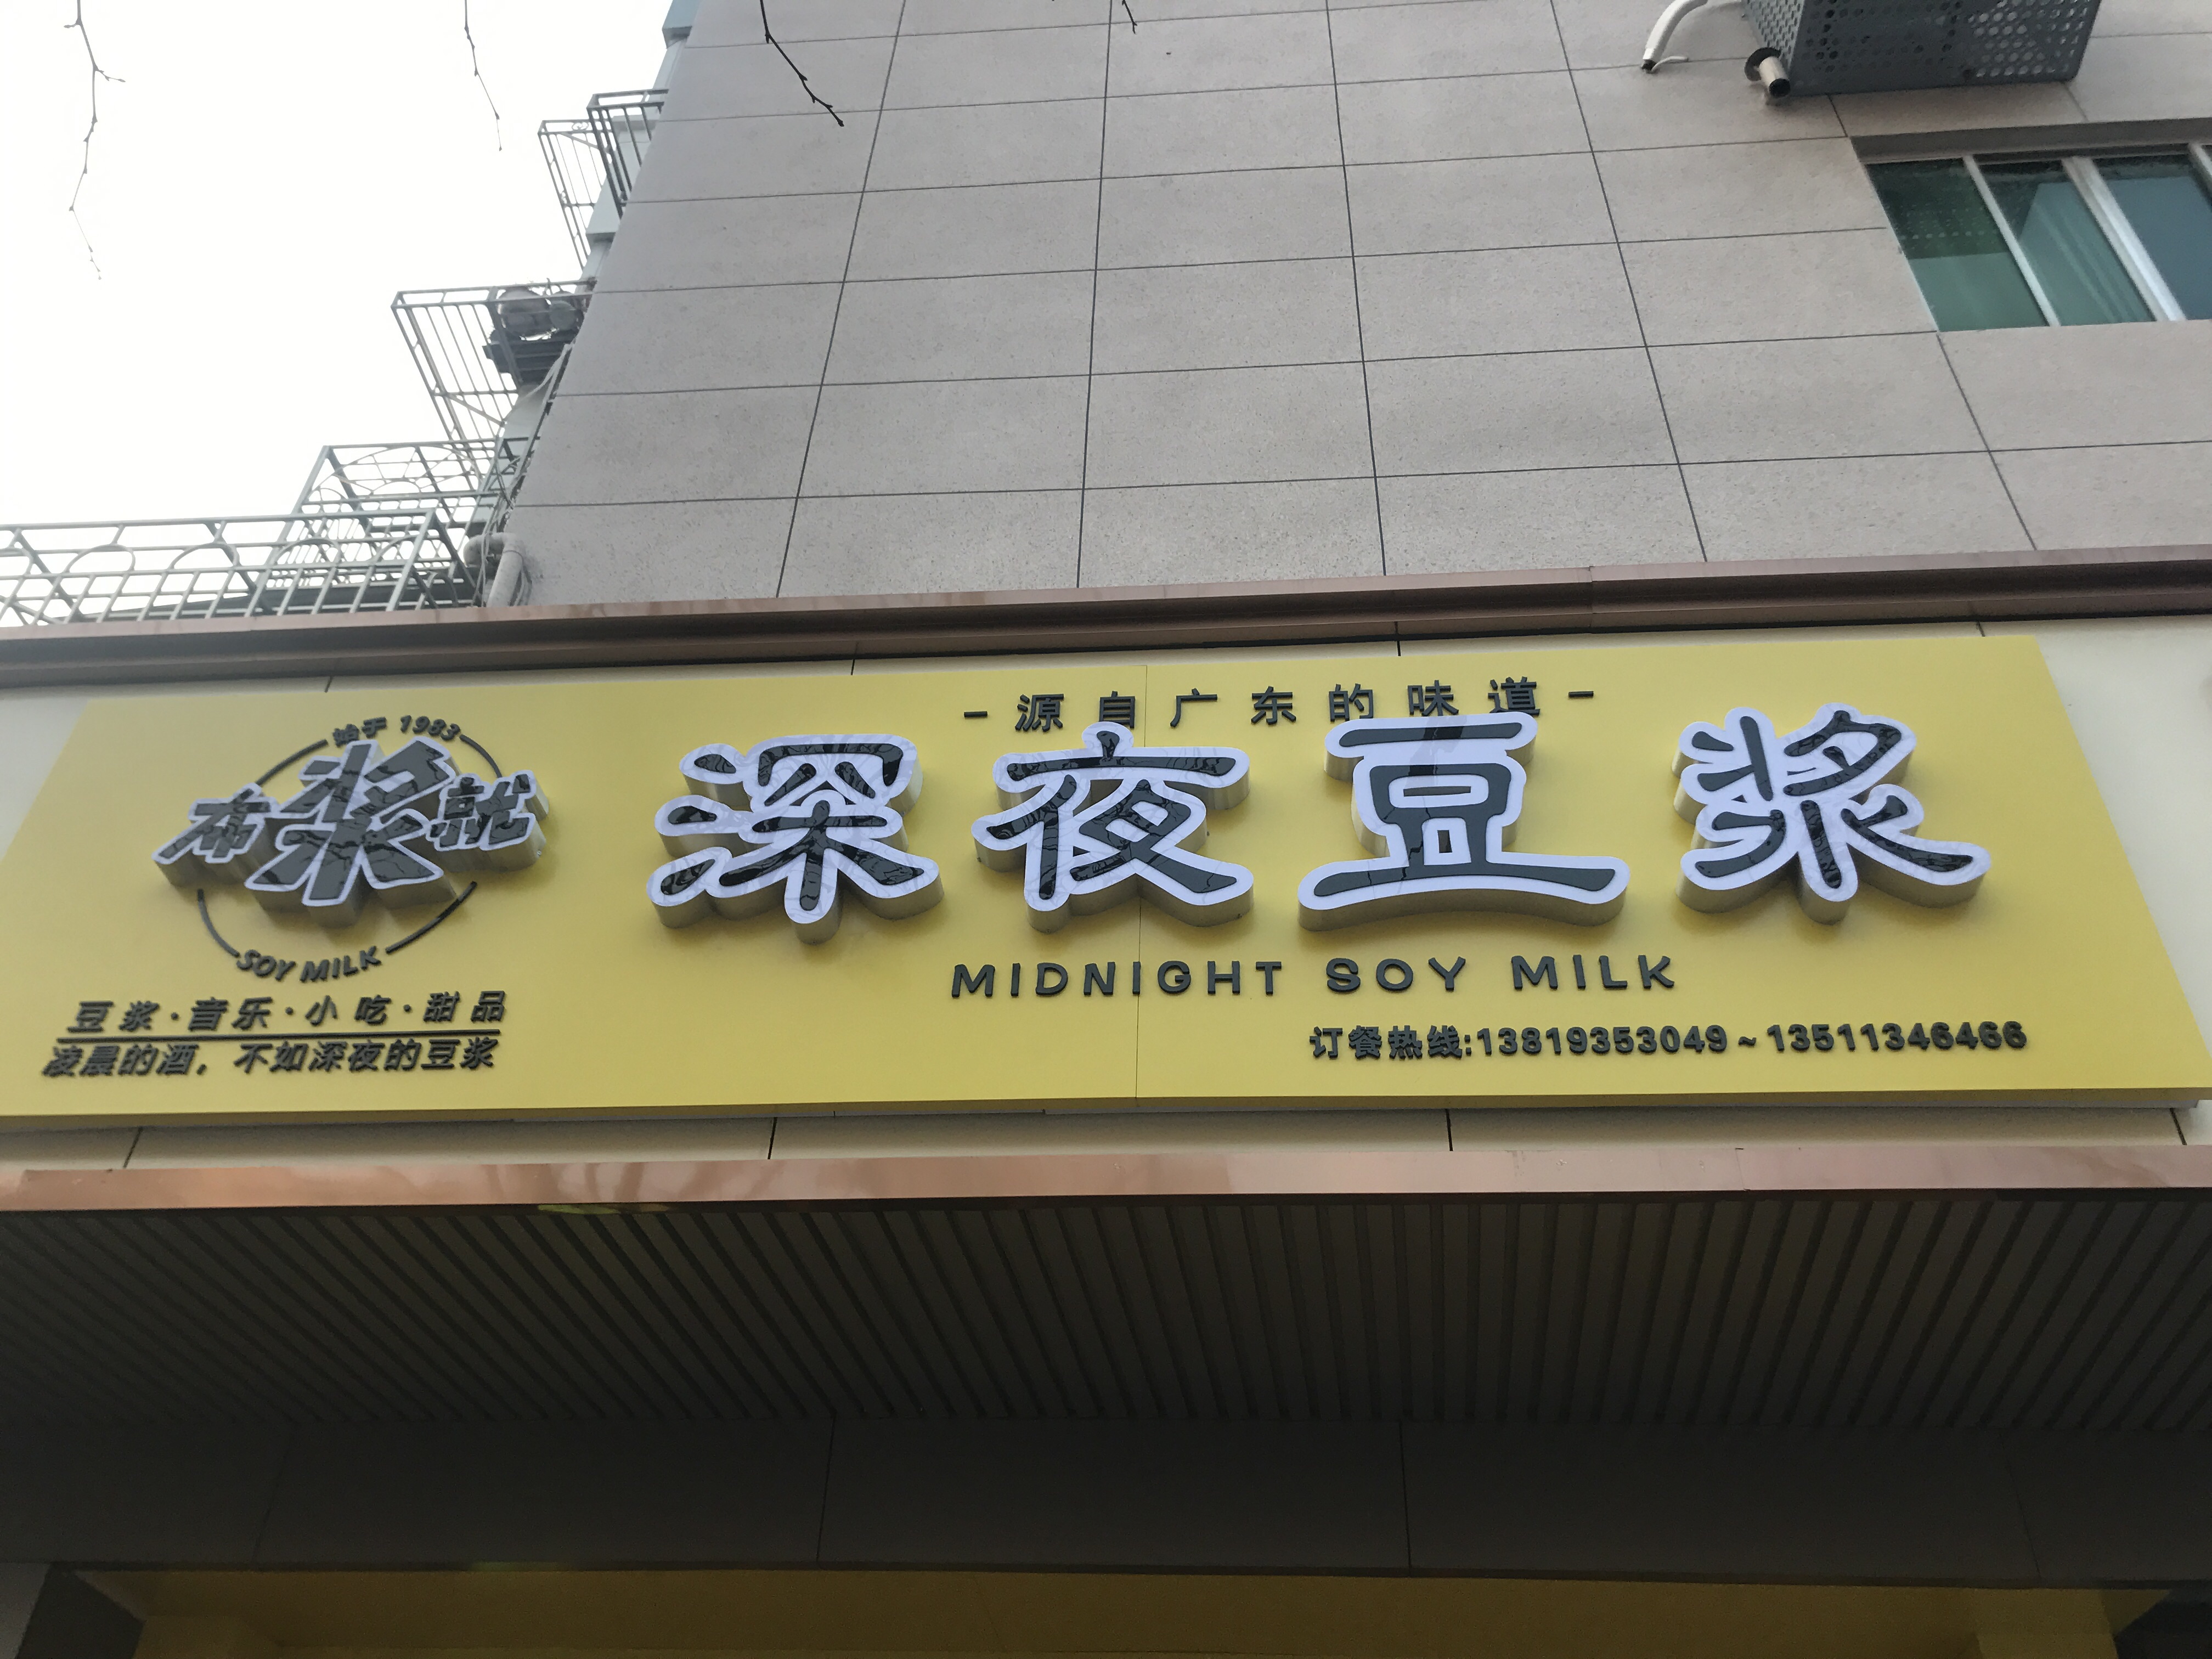 始于 1983
布浆就
SOY MILK
豆浆·音乐·小吃·甜品
凌晨的酒，不如深夜的豆浆
-源自广东的味道-
深夜豆浆
MIDNIGHT SOY MILK
订餐热线:13819353049~13511346466